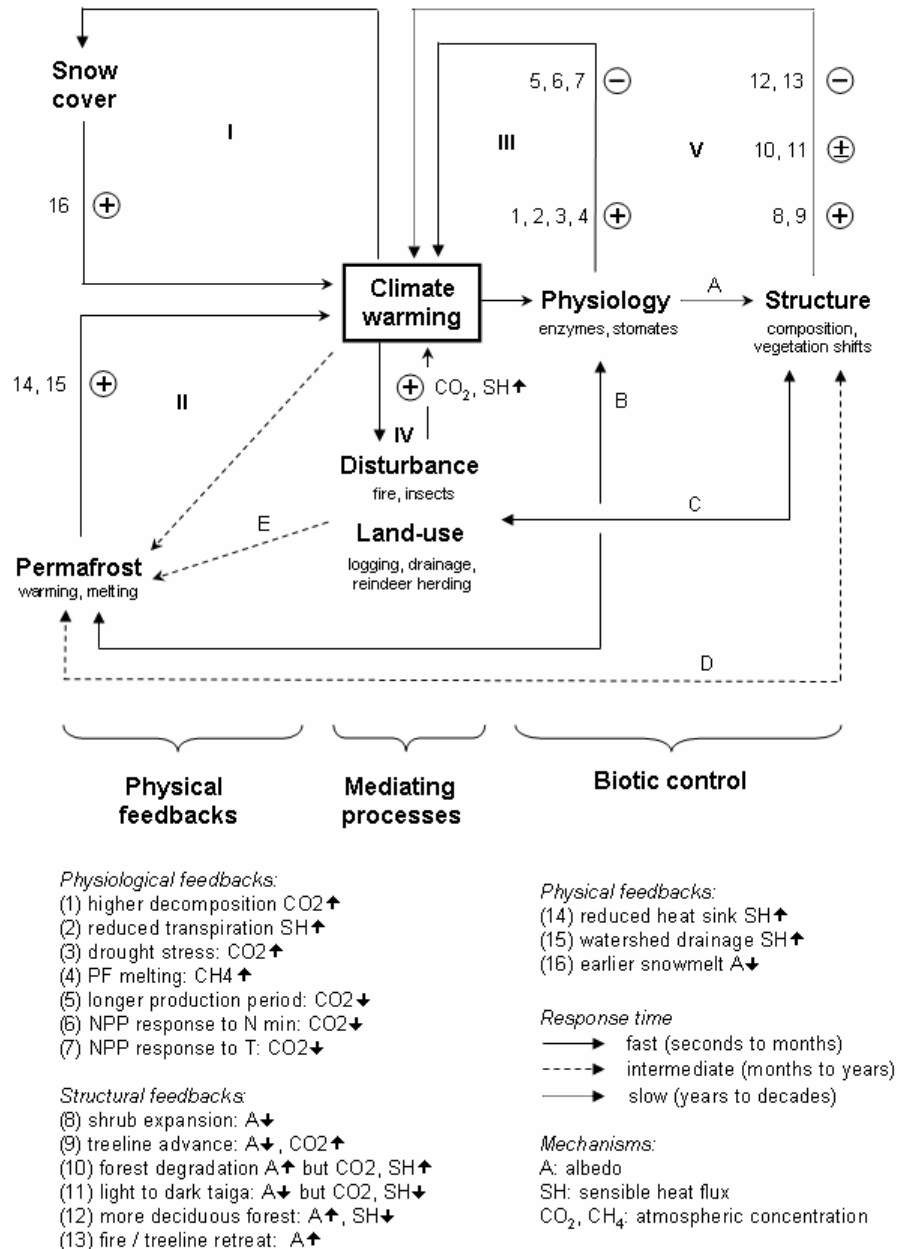 Snow
cover
I
16 +
5, 6, 7 −
III
1, 2, 3, 4 +
12, 13 −
V
10, 11 ±
8, 9 +
Climate
warming
Physiology
enzymes, stomates
A
Structure
composition,
vegetation shifts
14, 15 +
II
+ CO₂, SH↑
IV
B
Disturbance
fire, insects
C
E
Land-use
logging, drainage,
reindeer herding
Permafrost
warming, melting
D
Physical
feedbacks
Mediating
processes
Biotic control
Physiological feedbacks:
(1) higher decomposition CO2↑
(2) reduced transpiration SH↑
(3) drought stress: CO2↑
(4) PF melting: CH4↑
(5) longer production period: CO2↓
(6) NPP response to N min: CO2↓
(7) NPP response to T: CO2↓
Structural feedbacks:
(8) shrub expansion: A↓
(9) treeline advance: A↓, CO2↑
(10) forest degradation A↑ but CO2, SH↑
(11) light to dark taiga: A↓ but CO2, SH↓
(12) more deciduous forest: A↑, SH↓
(13) fire / treeline retreat: A↑
Physical feedbacks:
(14) reduced heat sink SH↑
(15) watershed drainage SH↑
(16) earlier snowmelt A↓
Response time
fast (seconds to months)
intermediate (months to years)
slow (years to decades)
Mechanisms:
A: albedo
SH: sensible heat flux
CO₂, CH₄: atmospheric concentration